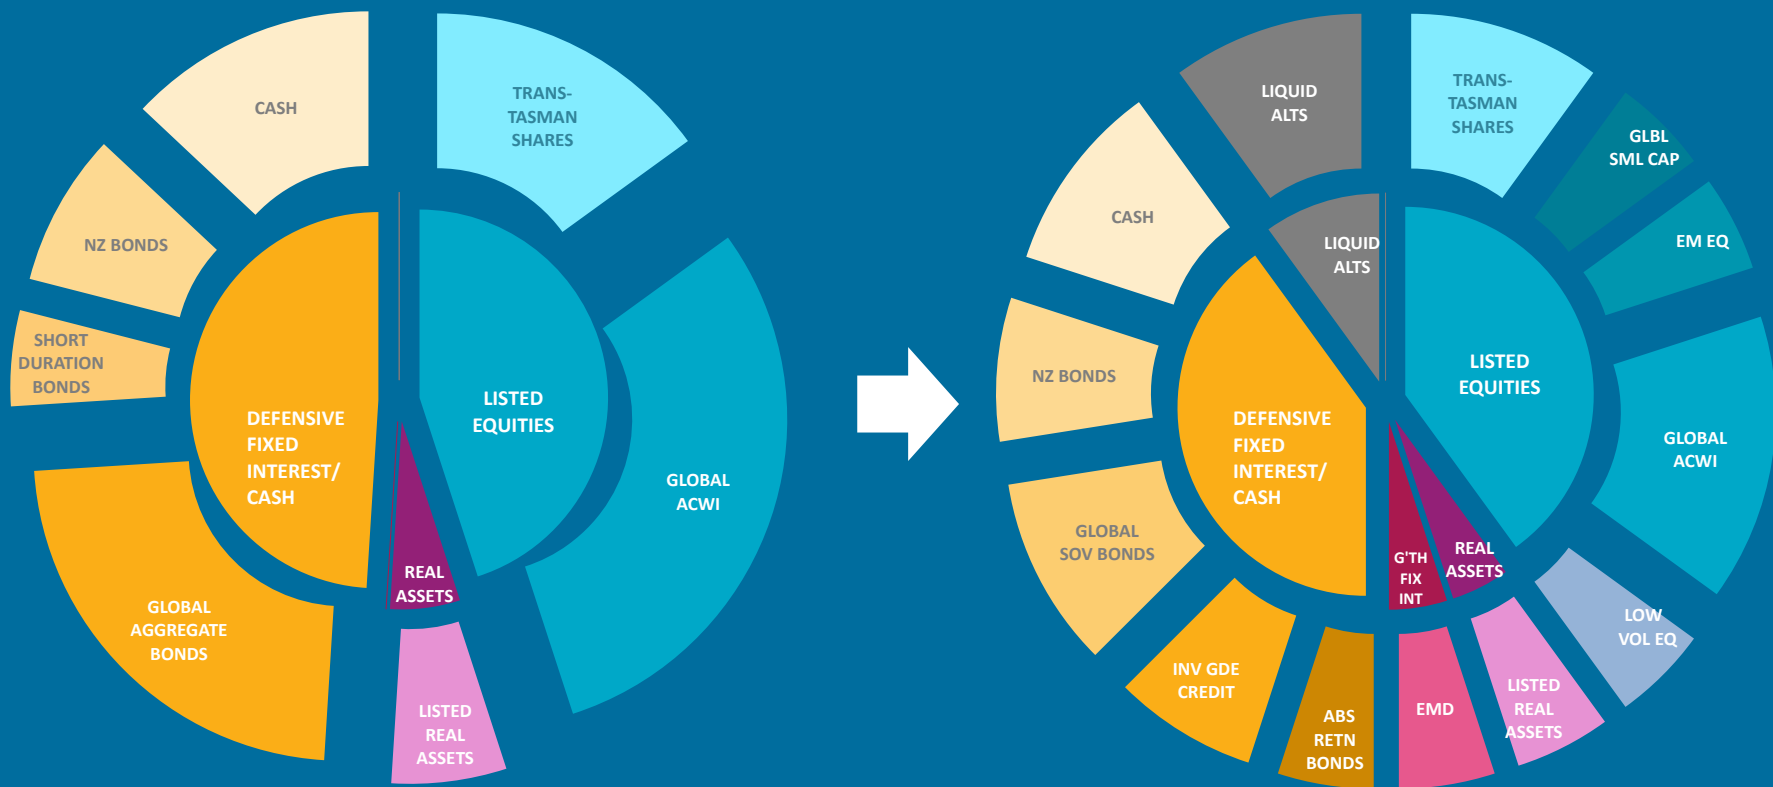 CASH
TRANS-
TASMAN
SHARES
NZ BONDS
SHORT
DURATION
BONDS
DEFENSIVE
FIXED
INTEREST/
CASH
LISTED
EQUITIES
GLOBAL
ACWI
REAL
ASSETS
GLOBAL
AGGREGATE
BONDS
LISTED
REAL
ASSETS
LIQUID
ALTS
TRANS-
TASMAN
SHARES
GLBL
SML CAP
CASH
LIQUID
ALTS
EM EQ
NZ BONDS
LISTED
EQUITIES
DEFENSIVE
FIXED
INTEREST/
CASH
GLOBAL
ACWI
GLOBAL
SOV BONDS
G'TH
FIX
INT
REAL
ASSETS
LOW
VOL EQ
INV GDE
CREDIT
ABS
RETN
BONDS
EMD
LISTED
REAL
ASSETS